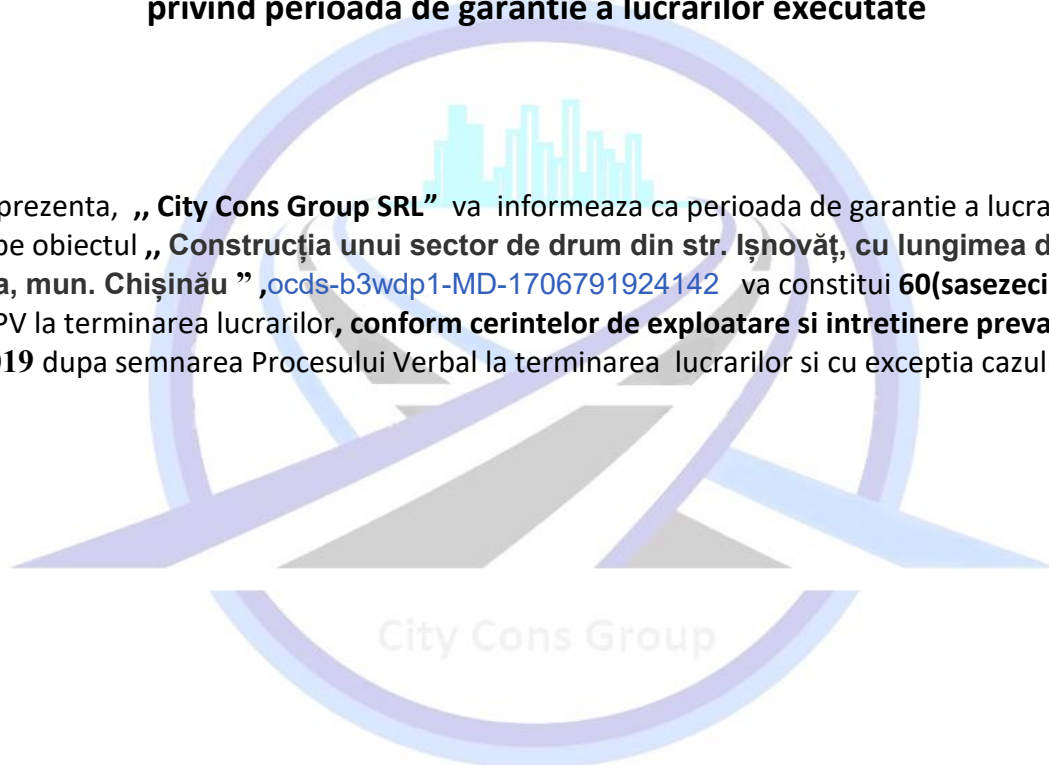 privind perioada de garantie a lucrarilor executate
prezenta, ,, City Cons Group SRL” va informeaza ca perioada de garantie a lucra
pe obiectul ,, Construcția unui sector de drum din str. Ișnovăț, cu lungimea d
a, mun. Chișinău ” ,ocds-b3wdp1-MD-1706791924142 va constitui 60(sasezeci
PV la terminarea lucrarilor, conform cerintelor de exploatare si intretinere preva
019 dupa semnarea Procesului Verbal la terminarea lucrarilor si cu exceptia cazul
City Cons Group